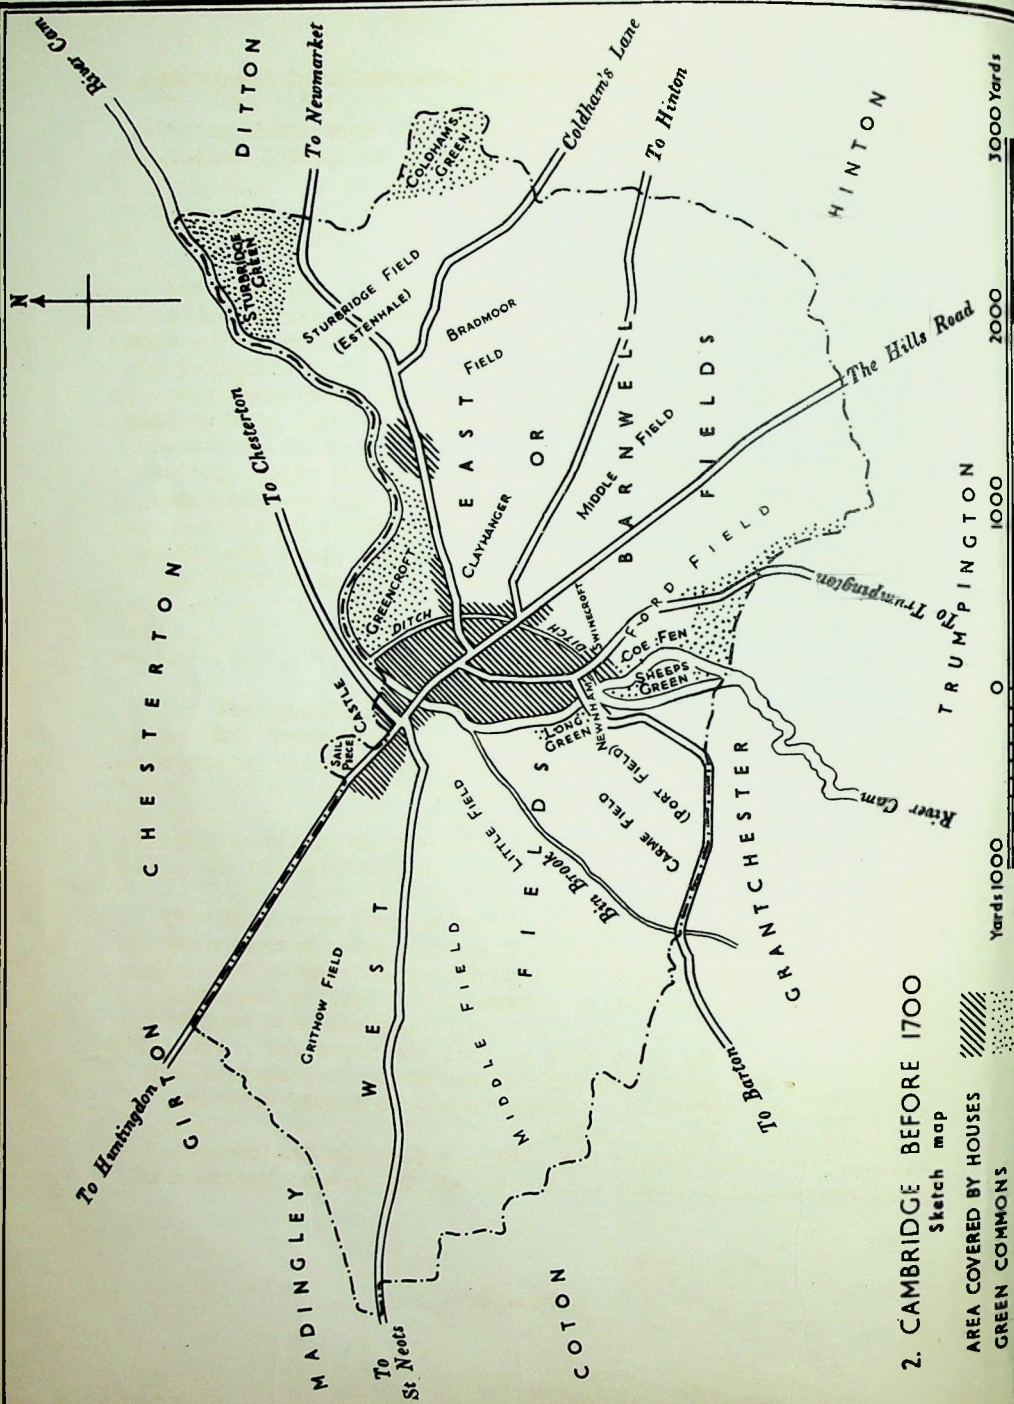 2. CAMBRIDGE BEFORE 1700
Sketch map
AREA COVERED BY HOUSES
GREEN COMMONS
Yards 1000
0
1000
2000
3000 Yards
N
To Huntingdon
GIRTON
MADINGLEY
To
St Neots
COTON
CHESTERTON
To Chesterton
River Cam
DITTON
To Newmarket
STURBRIDGE
GREEN
COLDHAMS
GREEN
Coldham's Lane
To Hinton
HINTON
STURBRIDGE FIELD
(ESTENHALE)
BRADMOOR
FIELD
EAST
OR
BARNWELL
FIELDS
CLAYHANGER
MIDDLE FIELD
The Hills Road
GREENCROFT
DITCH
DITCH
SWINECROFT
FORD FIELD
COE FEN
SHEEPS
GREEN
To Trumpington
TRUMPINGTON
CASTLE
SAIL
PIECE
LONG
GREEN
NEWNHAM
GRITHOW FIELD
WEST
FIELDS
MIDDLE FIELD
LITTLE FIELD
CARME FIELD
(PORT FIELD)
Bin Brook
GRANTCHESTER
River Cam
To Barton